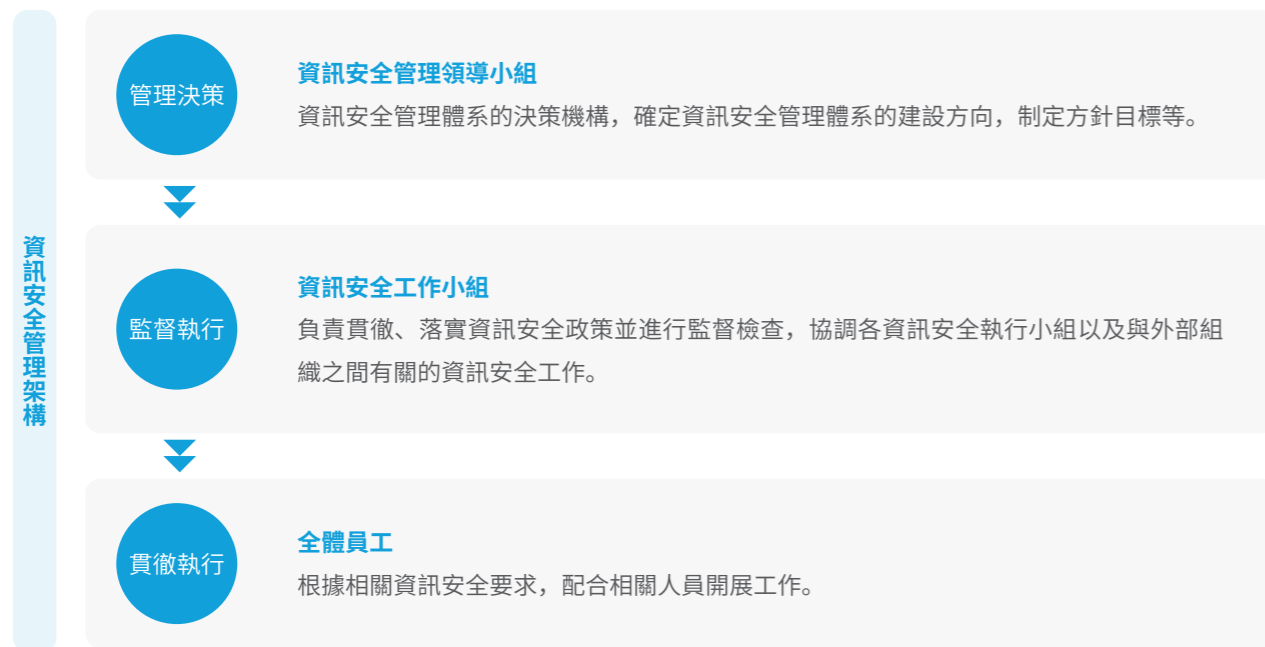 資訊安全管理架構
管理決策
資訊安全管理領導小組
資訊安全管理體系的決策機構，確定資訊安全管理體系的建設方向，制定方針目標等。
監督執行
資訊安全工作小組
負責貫徹、落實資訊安全政策並進行監督檢查，協調各資訊安全執行小組以及與外部組
織之間有關的資訊安全工作。
貫徹執行
全體員工
根據相關資訊安全要求，配合相關人員開展工作。